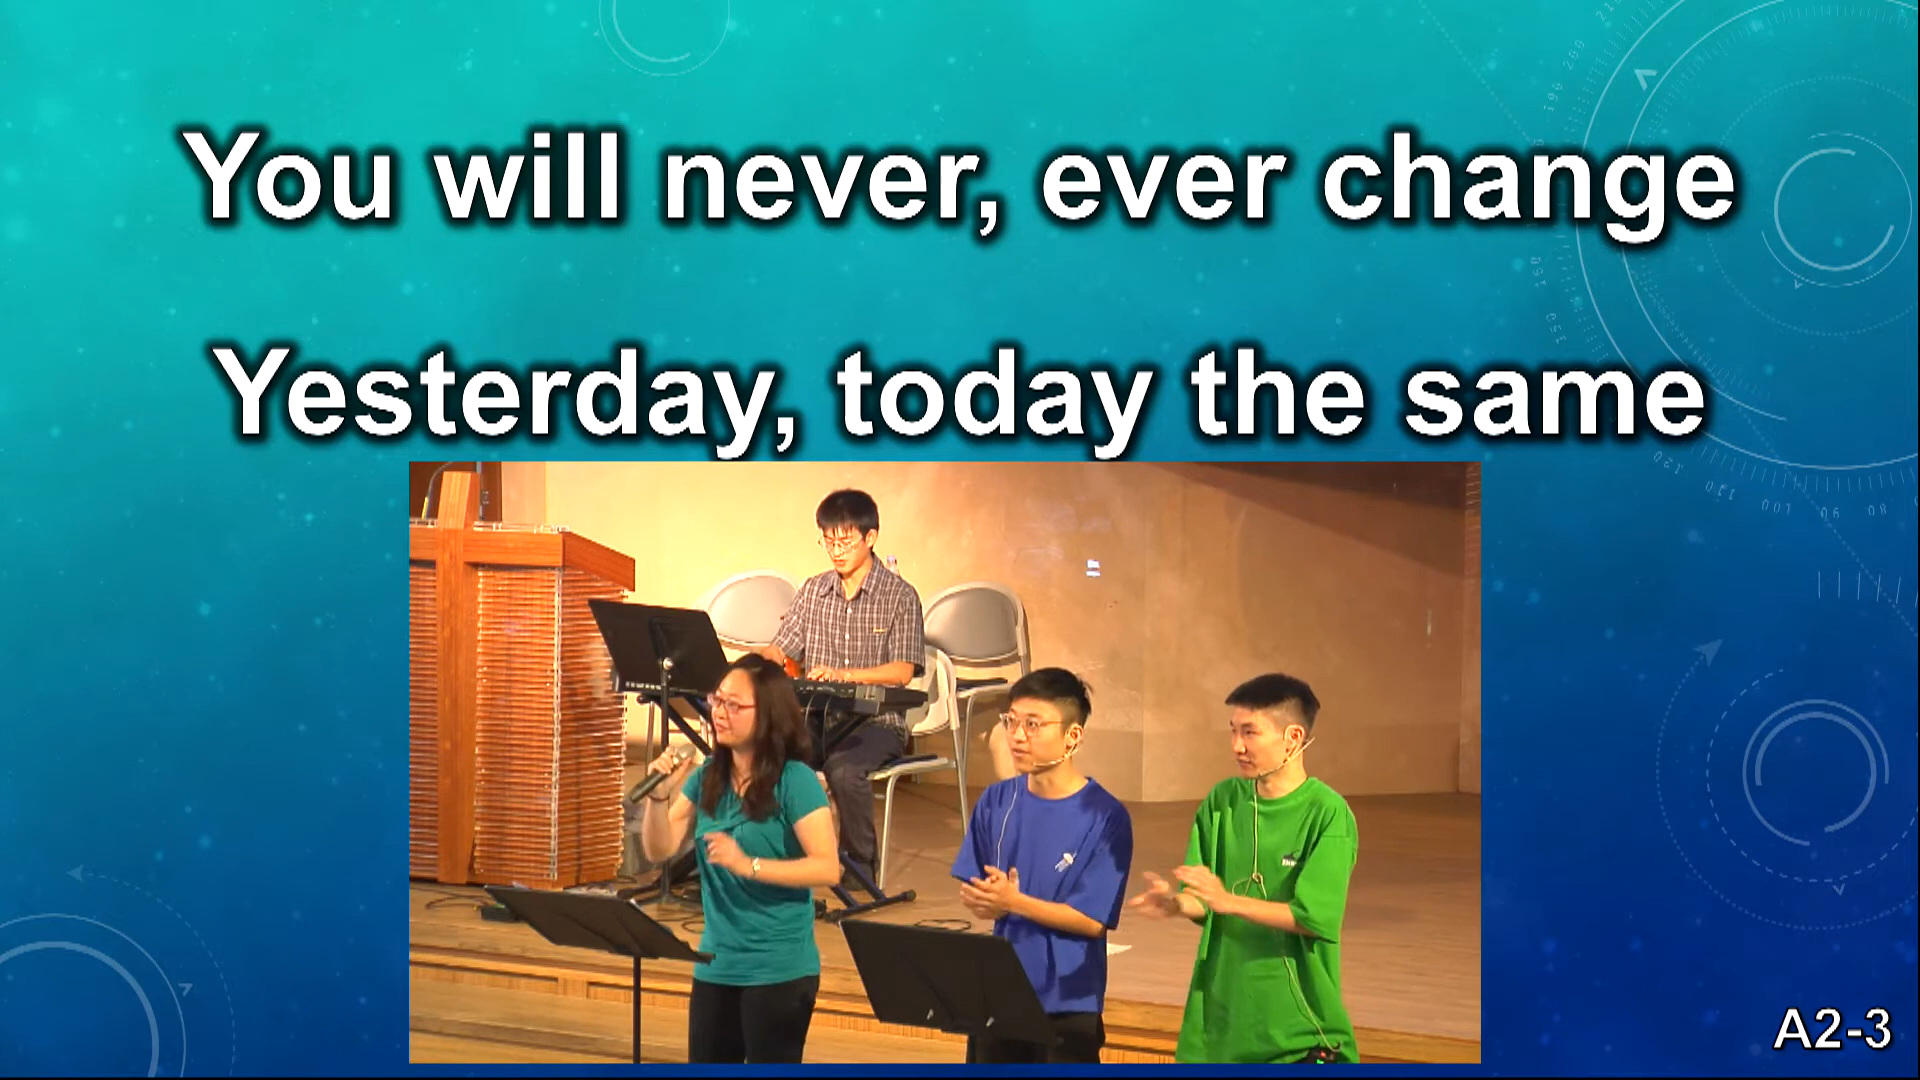 You will never, ever change
Yesterday, today the same
A2-3